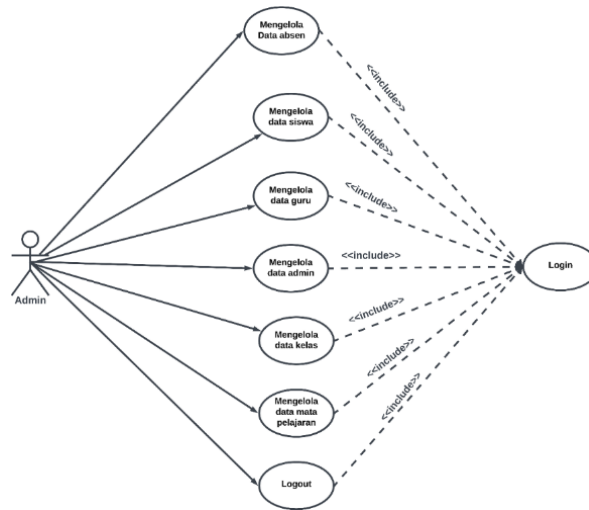 Mengelola
Data absen
<<include>>
Mengelola
data siswa
<<include>>
Mengelola
data guru
<<include>>
Admin
Mengelola
data admin
<<include>>
Login
Mengelola
data kelas
<<include>>
Mengelola
data mata
pelajaran
<<include>>
Logout
<<include>>